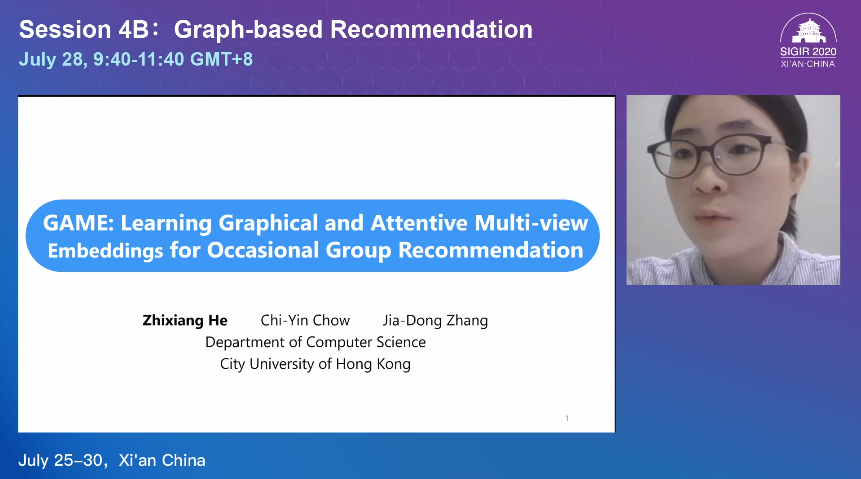 Session 4B：Graph-based Recommendation
July 28, 9:40-11:40 GMT+8
SIGIR 2020
XI'AN·CHINA
GAME: Learning Graphical and Attentive Multi-view
Embeddings for Occasional Group Recommendation
Zhixiang He Chi-Yin Chow Jia-Dong Zhang
Department of Computer Science
City University of Hong Kong
1
July 25–30，Xi'an China